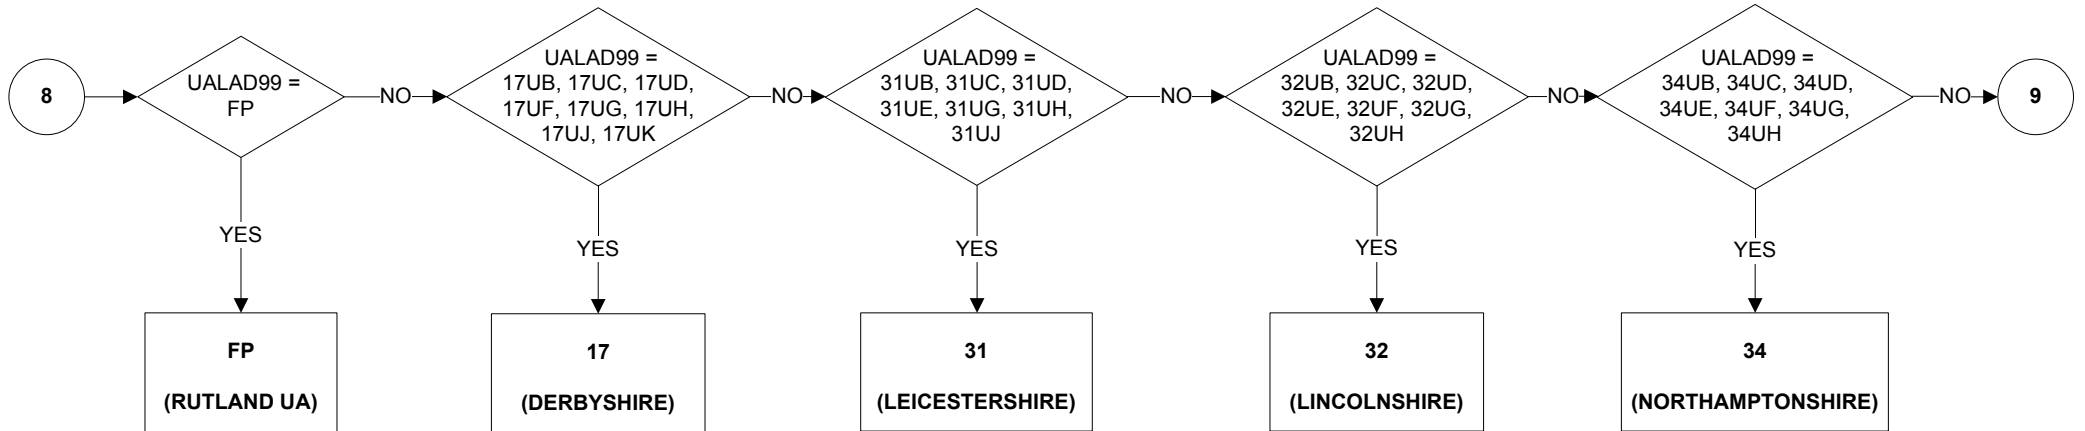 8
UALAD99 =
FP
NO
UALAD99 =
17UB, 17UC, 17UD,
17UF, 17UG, 17UH,
17UJ, 17UK
NO
UALAD99 =
31UB, 31UC, 31UD,
31UE, 31UG, 31UH,
31UJ
NO
UALAD99 =
32UB, 32UC, 32UD,
32UE, 32UF, 32UG,
32UH
NO
UALAD99 =
34UB, 34UC, 34UD,
34UE, 34UF, 34UG,
34UH
NO
9
YES
YES
YES
YES
YES
FP
(RUTLAND UA)
17
(DERBYSHIRE)
31
(LEICESTERSHIRE)
32
(LINCOLNSHIRE)
34
(NORTHAMPTONSHIRE)